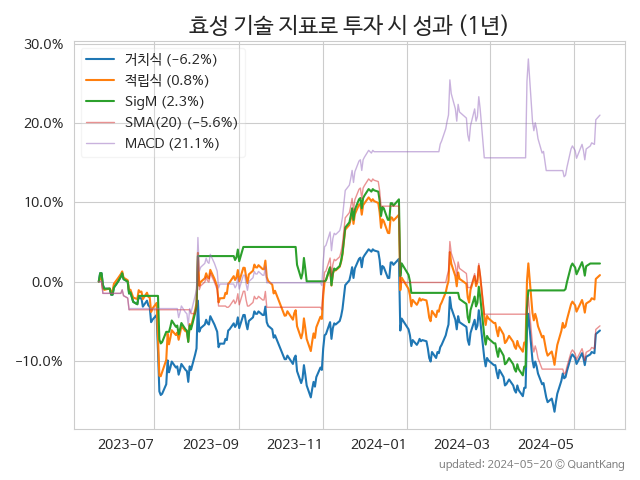 효성 기술 지표로 투자 시 성과 (1년)
30.0%
20.0%
10.0%
0.0%
−10.0%
거치식 (−6.2%)
적립식 (0.8%)
SigM (2.3%)
SMA(20) (−5.6%)
MACD (21.1%)
2023-07 2023-09 2023-11 2024-01 2024-03 2024-05
updated: 2024-05-20 © QuantKang